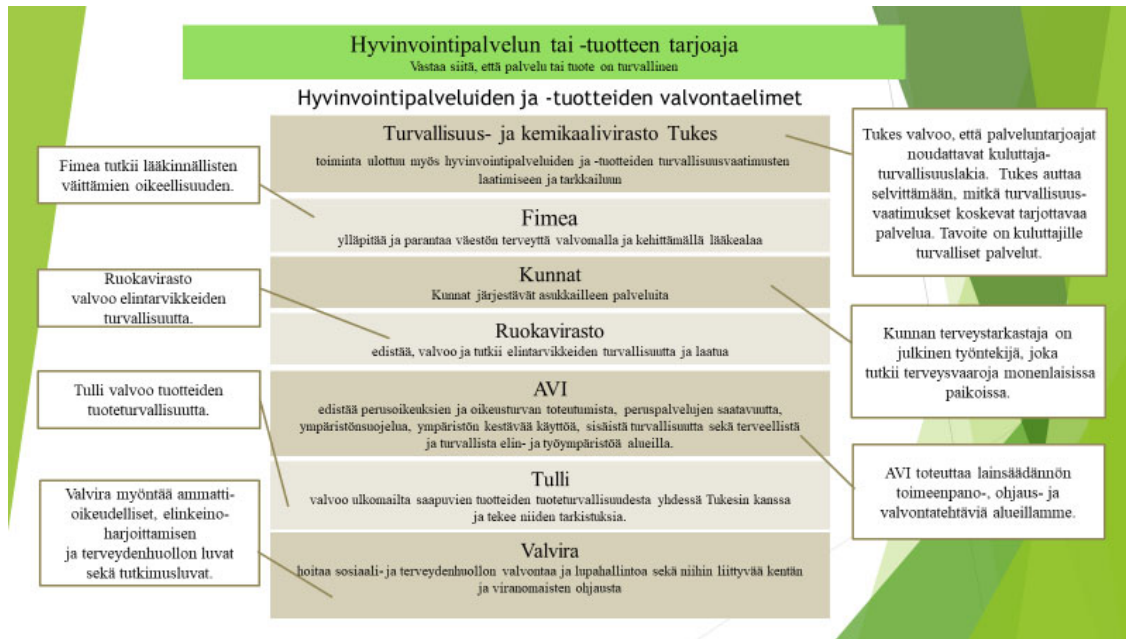 Hyvinvointipalvelun tai -tuotteen tarjoaja
Vastaa siitä, että palvelu tai tuote on turvallinen
Hyvinvointipalveluiden ja -tuotteiden valvontaelimet
Turvallisuus- ja kemikaalivirasto Tukes
toiminta ulottuu myös hyvinvointipalveluiden ja -tuotteiden turvallisuusvaatimusten
laatimiseen ja tarkkailuun
Fimea
ylläpitää ja parantaa väestön terveyttä valvomalla ja kehittämällä lääkealaa
Kunnat
Kunnat järjestävät asukkailleen palveluita
Ruokavirasto
edistää, valvoo ja tutkii elintarvikkeiden turvallisuutta ja laatua
AVI
edistää perusoikeuksien ja oikeusturvan toteutumista, peruspalvelujen saatavuutta,
ympäristönsuojelua, ympäristön kestävää käyttöä, sisäistä turvallisuutta sekä terveellistä
ja turvallista elin- ja työympäristöä alueilla.
Tulli
valvoo ulkomailta saapuvien tuotteiden tuoteturvallisuudesta yhdessä Tukesin kanssa
ja tekee niiden tarkistuksia.
Valvira
hoitaa sosiaali- ja terveydenhuollon valvontaa ja lupahallintoa sekä niihin liittyvää kentän
ja viranomaisten ohjausta
Fimea tutkii lääkinnällisten
väittämien oikeellisuuden.
Ruokavirasto
valvoo elintarvikkeiden
turvallisuutta.
Tulli valvoo tuotteiden
tuoteturvallisuutta.
Valvira myöntää ammatti-
oikeudelliset, elinkeino-
harjoittamisen
ja terveydenhuollon luvat
sekä tutkimusluvat.
Tukes valvoo, että palveluntarjoajat
noudattavat kuluttaja-
turvallisuuslakia. Tukes auttaa
selvittämään, mitkä turvallisuus-
vaatimukset koskevat tarjottavaa
palvelua. Tavoite on kuluttajille
turvalliset palvelut.
Kunnan terveystarkastaja on
julkinen työntekijä, joka
tutkii terveysvaaroja monenlaisissa
paikoissa.
AVI toteuttaa lainsäädännön
toimeenpano-, ohjaus- ja
valvontatehtäviä alueillamme.